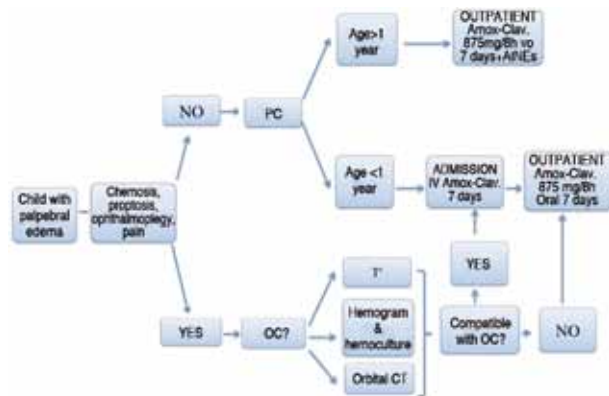 Age>1
year
OUTPATIENT
Amox-Clav.
875mg/8h vo
7 days+AINEs
NO
PC
Child with
palpebral
edema
Chemosis,
proptosis,
ophthalmoplegy,
pain
Age <1
year
ADMISSION
IV Amox-Clav.
7 days
OUTPATIENT
Amox-Clav.
875 mg/8h
Oral 7 days
YES
OC?
T°
Hemogram
&
hemoculture
Orbital CT
YES
Compatible
with OC?
NO